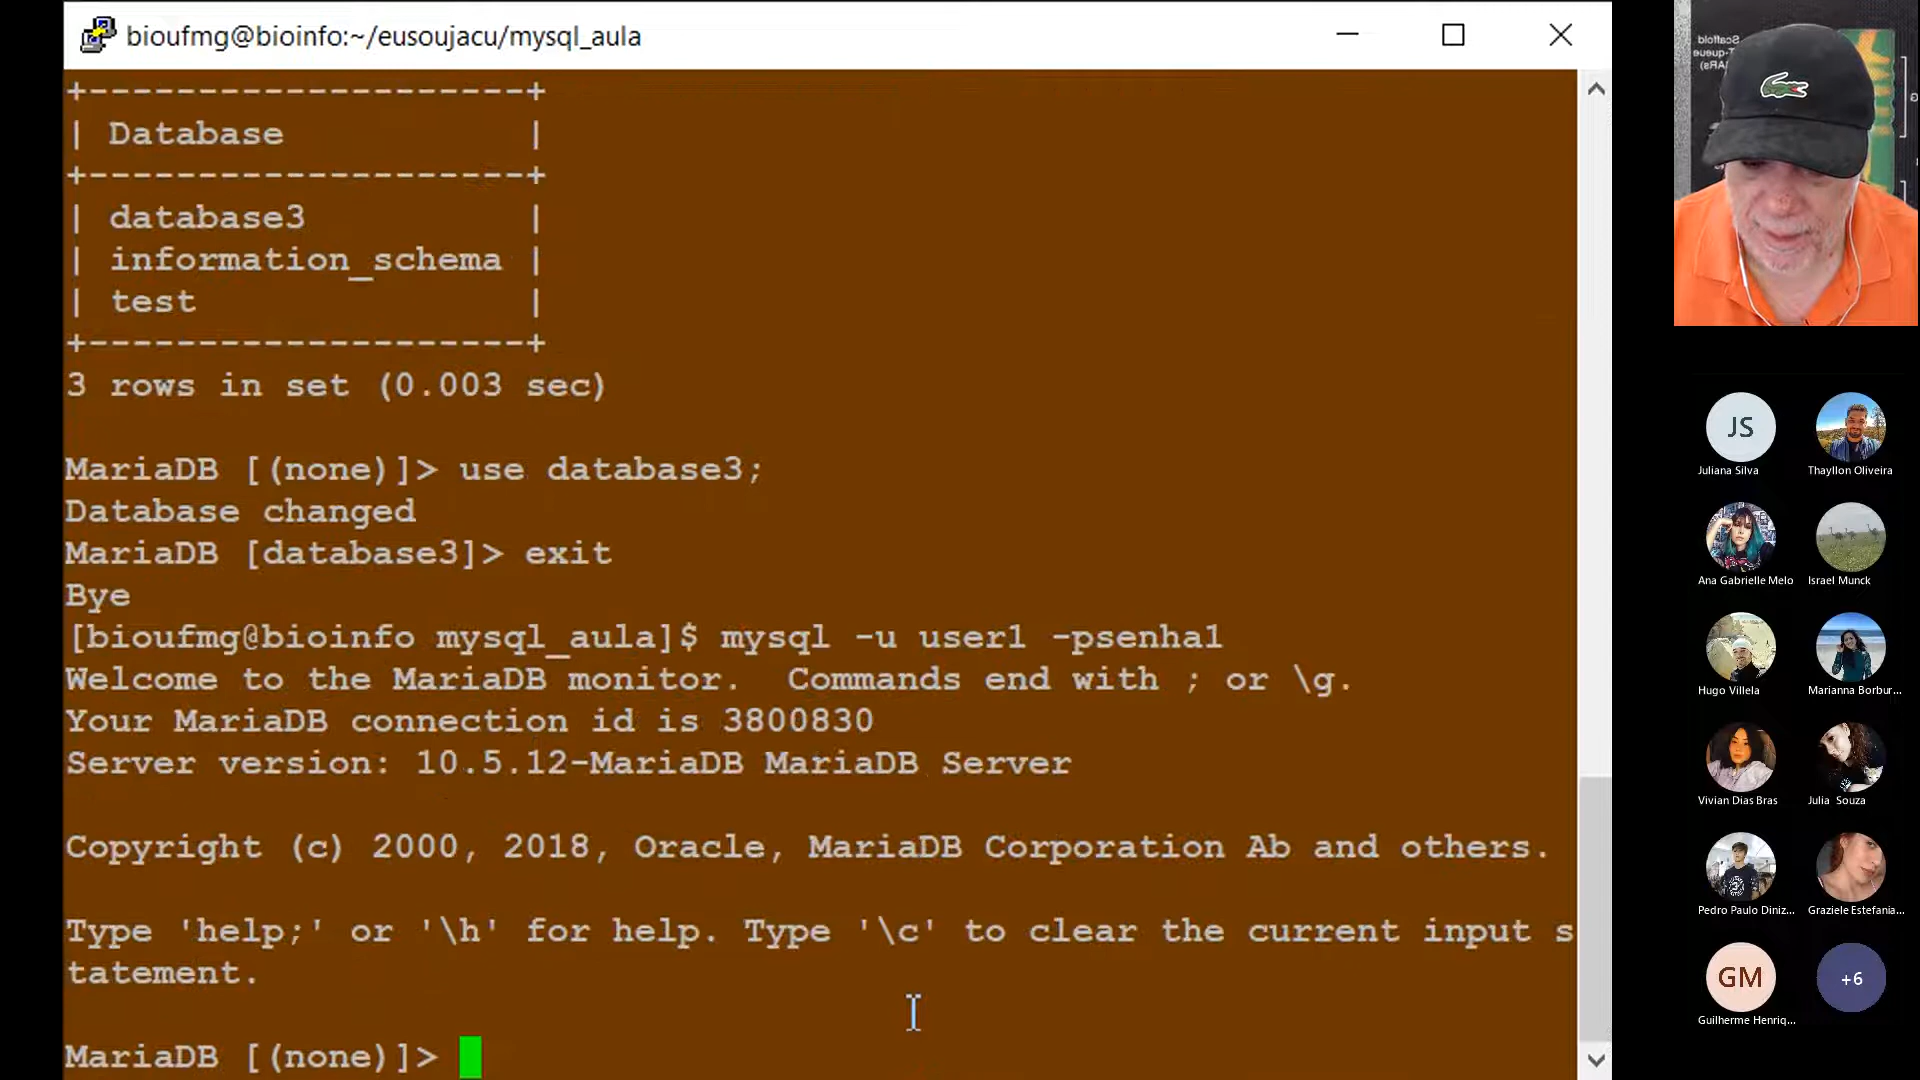 bioufmg@bioinfo:~/eusoujacu/mysql_aula
+--------------------+
| Database           |
+--------------------+
| database3          |
| information_schema |
| test               |
+--------------------+
3 rows in set (0.003 sec)
MariaDB [(none)]> use database3;
Database changed
MariaDB [database3]> exit
Bye
[bioufmg@bioinfo mysql_aula]$ mysql -u user1 -psenha1
Welcome to the MariaDB monitor.  Commands end with ; or \g.
Your MariaDB connection id is 3800830
Server version: 10.5.12-MariaDB MariaDB Server
Copyright (c) 2000, 2018, Oracle, MariaDB Corporation Ab and others.
Type 'help;' or '\h' for help. Type '\c' to clear the current input s
tatement.
MariaDB [(none)]>
Scaffold
JS
Juliana Silva
Thayllon Oliveira
Ana Gabrielle Melo
Israel Munck
Hugo Villela
Marianna Borbur...
Vivian Dias Bras
Julia Souza
Pedro Paulo Diniz...
Graziele Estefania...
GM
+6
Guilherme Henriq...